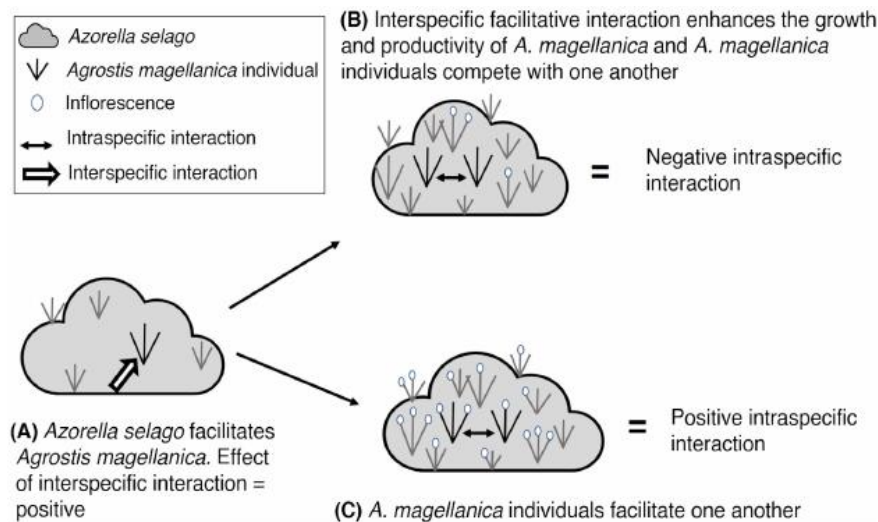 Azorella selago
Agrostis magellanica individual
Inflorescence
Intraspecific interaction
Interspecific interaction
(B) Interspecific facilitative interaction enhances the growth
and productivity of A. magellanica and A. magellanica
individuals compete with one another
=
Negative intraspecific
interaction
(A) Azorella selago facilitates
Agrostis magellanica. Effect
of interspecific interaction =
positive
=
Positive intraspecific
interaction
(C) A. magellanica individuals facilitate one another